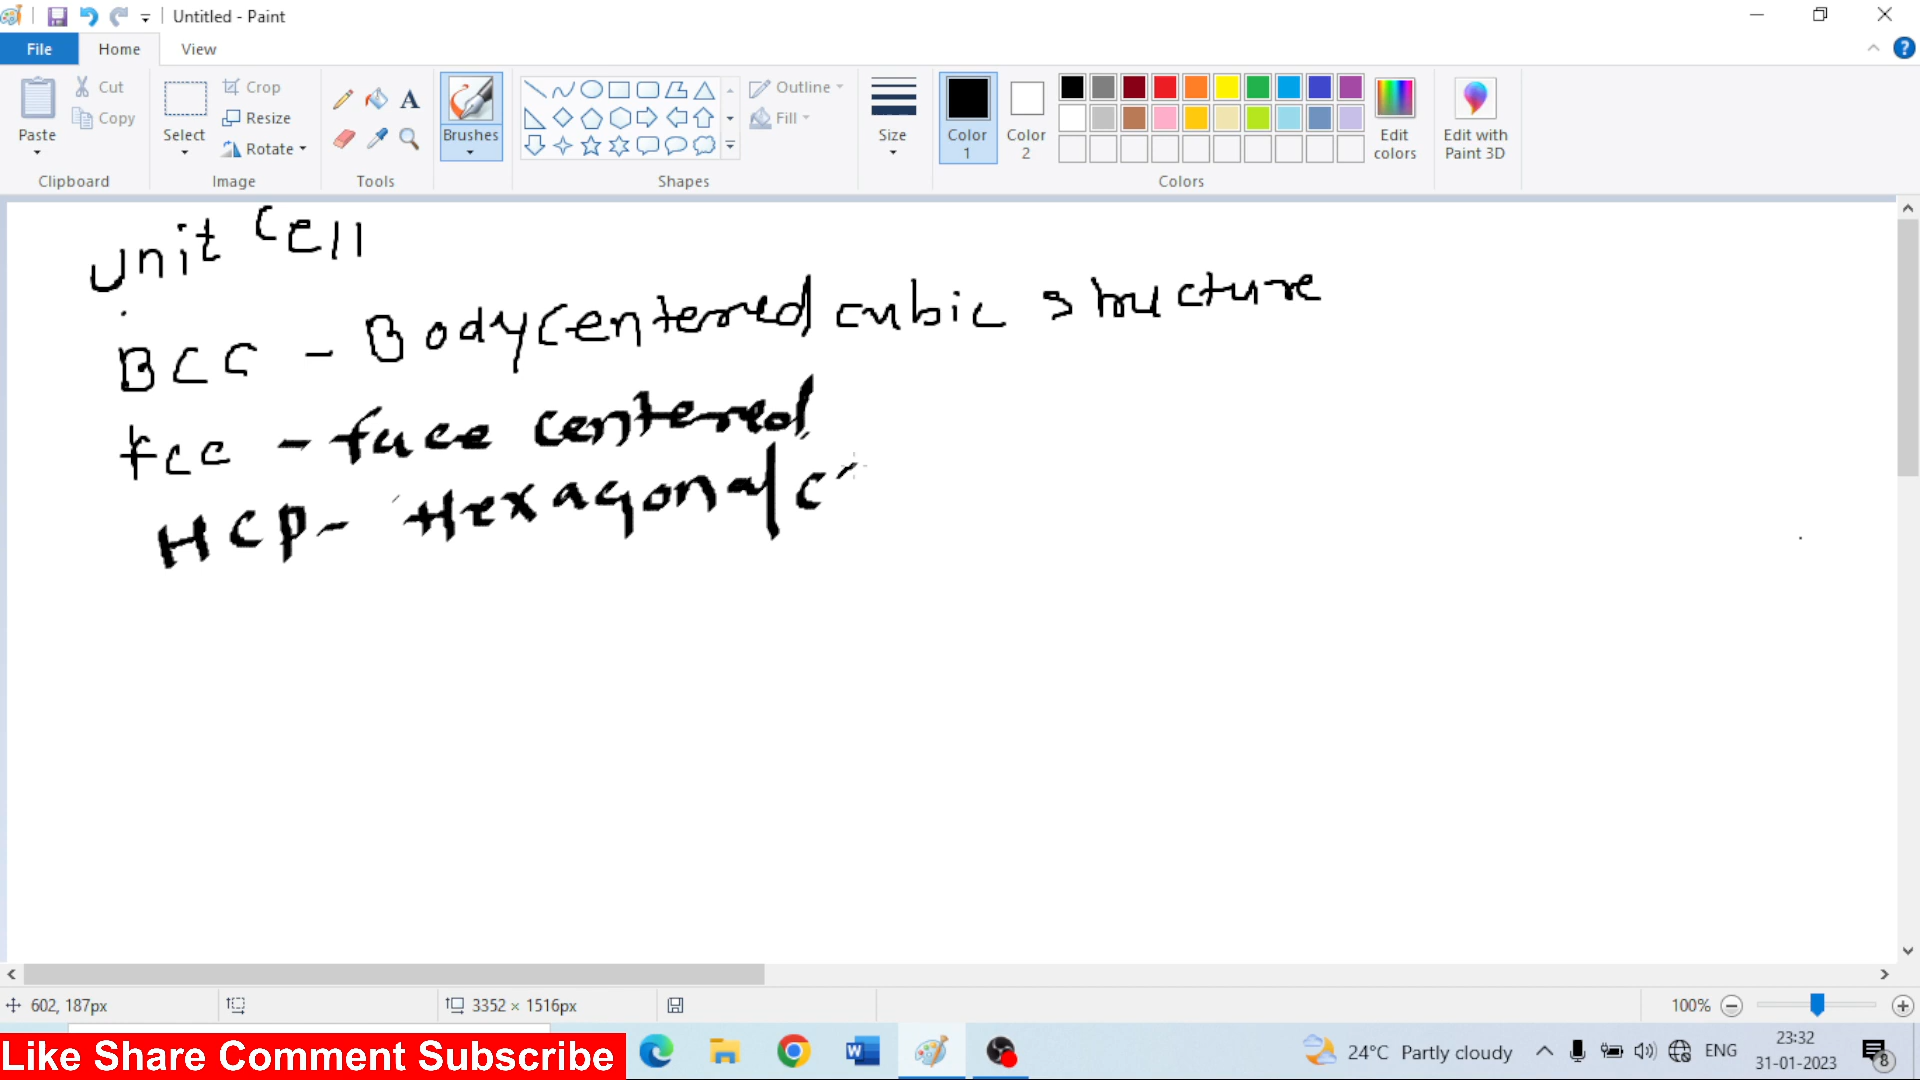 Untitled - Paint
File Home View
Paste Cut Copy Clipboard
Select Crop Resize Rotate Image
Tools
Brushes
Shapes
Outline Fill
Size
Color 1
Color 2
Edit colors
Colors
Edit with Paint 3D
Unit Cell
BCC - Body centerred cubic structure
fcc - face centered
HCP - Hexagonal c
602, 187px
3352 × 1516px
100%
Like Share Comment Subscribe
24°C Partly cloudy
ENG
23:32
31-01-2023
8